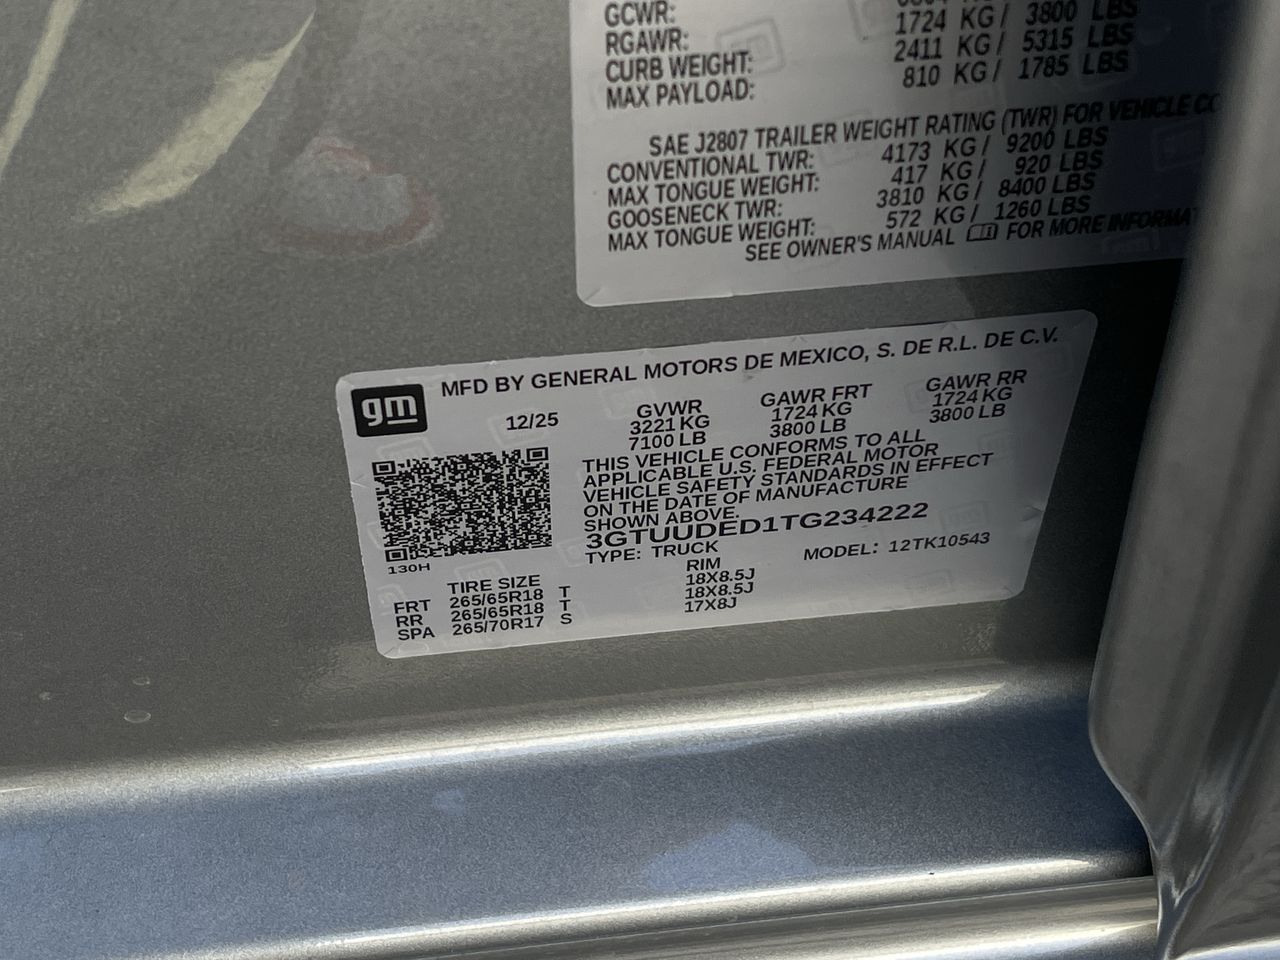 GCWR:
RGAWR: 1724 KG / 3800 LBS
CURB WEIGHT: 2411 KG / 5315 LBS
MAX PAYLOAD: 810 KG / 1785 LBS
SAE J2807 TRAILER WEIGHT RATING (TWR) FOR VEHICLE
CONVENTIONAL TWR: 4173 KG / 9200 LBS
MAX TONGUE WEIGHT: 417 KG / 920 LBS
GOOSENECK TWR: 3810 KG / 8400 LBS
MAX TONGUE WEIGHT: 572 KG / 1260 LBS
SEE OWNER'S MANUAL FOR MORE
gm
MFD BY GENERAL MOTORS DE MEXICO, S. DE R.L. DE C.V.
12/25 GVWR GAWR FRT GAWR RR
3221 KG 1724 KG 1724 KG
7100 LB 3800 LB 3800 LB
THIS VEHICLE CONFORMS TO ALL
APPLICABLE U.S. FEDERAL MOTOR
VEHICLE SAFETY STANDARDS IN EFFECT
ON THE DATE OF MANUFACTURE
SHOWN ABOVE.
3GTUUDED1TG234222
TYPE: TRUCK MODEL: 12TK10543
130H
TIRE SIZE RIM
FRT 265/65R18 T 18X8.5J
RR 265/65R18 T 18X8.5J
SPA 265/70R17 S 17X8J